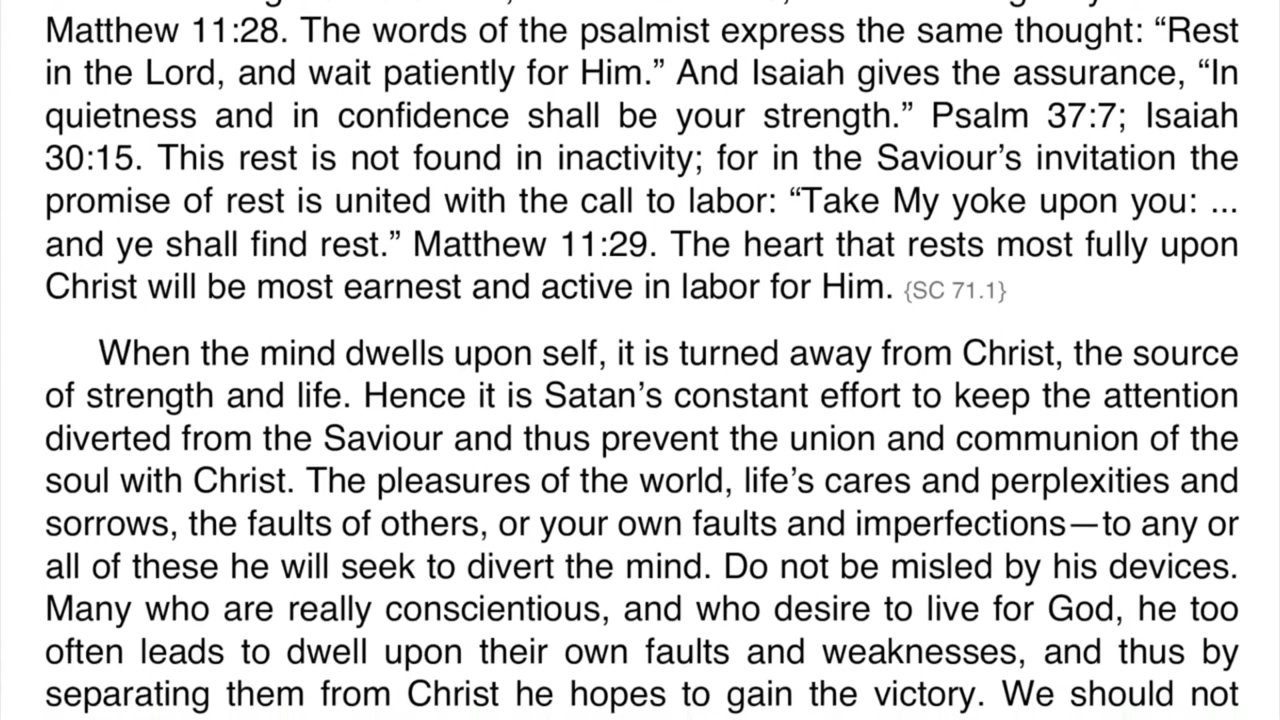 Matthew 11:28. The words of the psalmist express the same thought: “Rest
in the Lord, and wait patiently for Him.” And Isaiah gives the assurance, “In
quietness and in confidence shall be your strength.” Psalm 37:7; Isaiah
30:15. This rest is not found in inactivity; for in the Saviour’s invitation the
promise of rest is united with the call to labor: “Take My yoke upon you: ...
and ye shall find rest.” Matthew 11:29. The heart that rests most fully upon
Christ will be most earnest and active in labor for Him. {SC 71.1}
When the mind dwells upon self, it is turned away from Christ, the source
of strength and life. Hence it is Satan’s constant effort to keep the attention
diverted from the Saviour and thus prevent the union and communion of the
soul with Christ. The pleasures of the world, life’s cares and perplexities and
sorrows, the faults of others, or your own faults and imperfections—to any or
all of these he will seek to divert the mind. Do not be misled by his devices.
Many who are really conscientious, and who desire to live for God, he too
often leads to dwell upon their own faults and weaknesses, and thus by
separating them from Christ he hopes to gain the victory. We should not